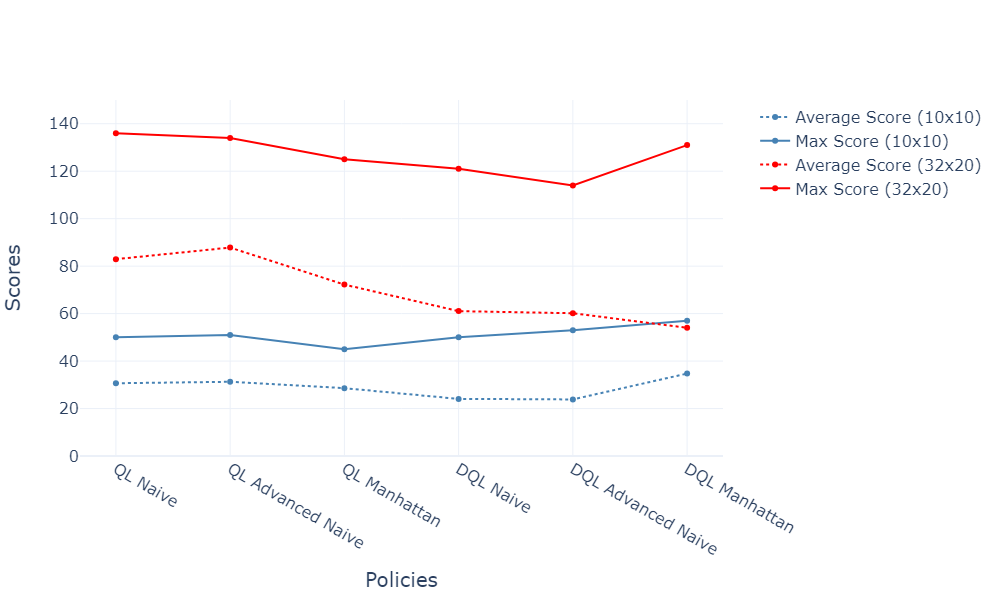 140
120
100
80
60
40
20
0
Scores
QL Naive
QL Advanced Naive
QL Manhattan
DQL Naive
DQL Advanced Naive
DQL Manhattan
Policies
Average Score (10x10)
Max Score (10x10)
Average Score (32x20)
Max Score (32x20)